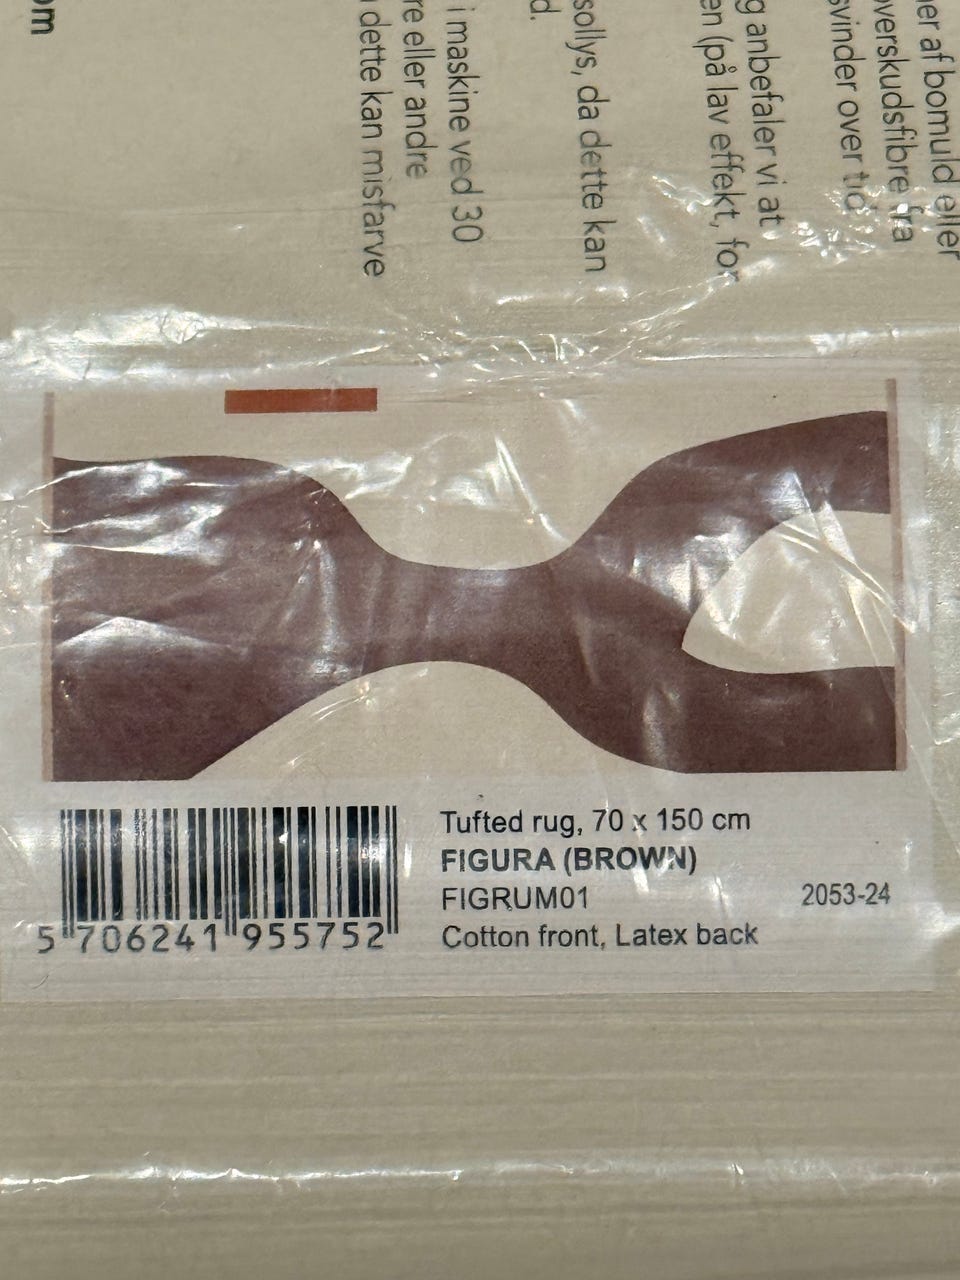 om
er af bomuld eller
overskudsfibre fra
svinder over tid
g anbefaler vi at
en (på lav effekt, for
sollys, da dette kan
d.
i maskine ved 30
re eller andre
dette kan misfarve
Tufted rug, 70 x 150 cm
FIGURA (BROWN)
FIGRUM01 2053-24
Cotton front, Latex back
5 706241 955752